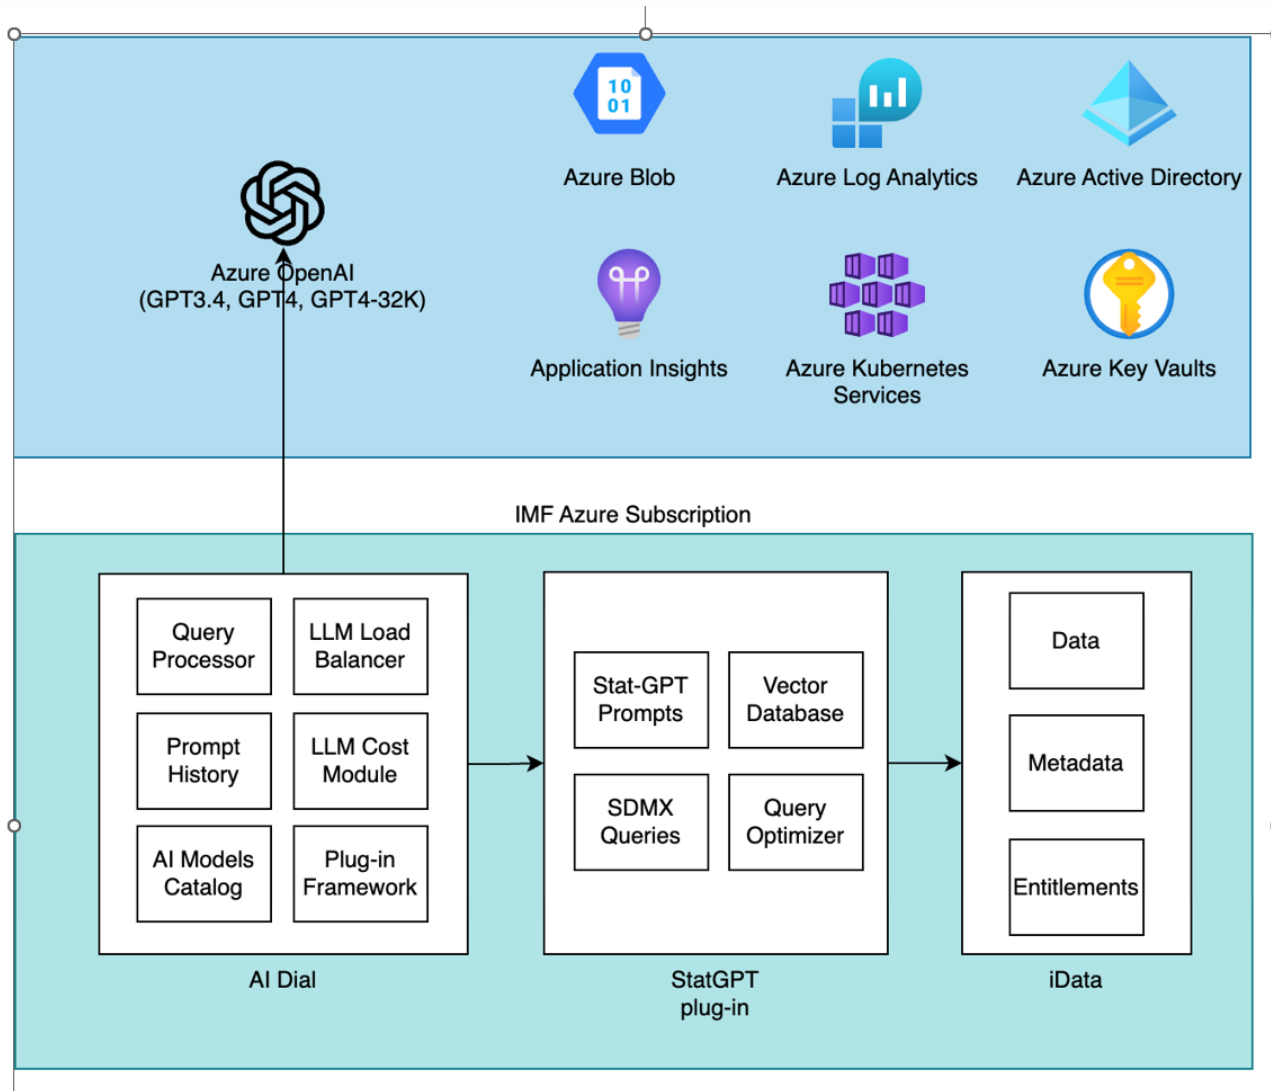 10
01
Azure Blob
Azure Log Analytics
Azure Active Directory
Azure OpenAI
(GPT3.4, GPT4, GPT4-32K)
Application Insights
Azure Kubernetes
Services
Azure Key Vaults
IMF Azure Subscription
Query
Processor
LLM Load
Balancer
Prompt
History
LLM Cost
Module
AI Models
Catalog
Plug-in
Framework
AI Dial
Stat-GPT
Prompts
Vector
Database
SDMX
Queries
Query
Optimizer
StatGPT
plug-in
Data
Metadata
Entitlements
iData